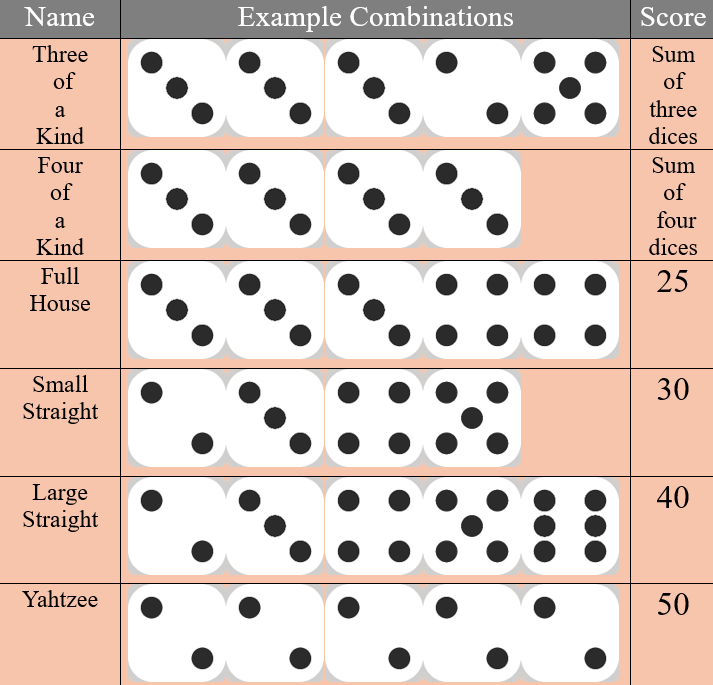 Name Example Combinations Score
Three
of
a
Kind
Sum
of
three
dices
Four
of
a
Kind
Sum
of
four
dices
Full
House
25
Small
Straight
30
Large
Straight
40
Yahtzee
50